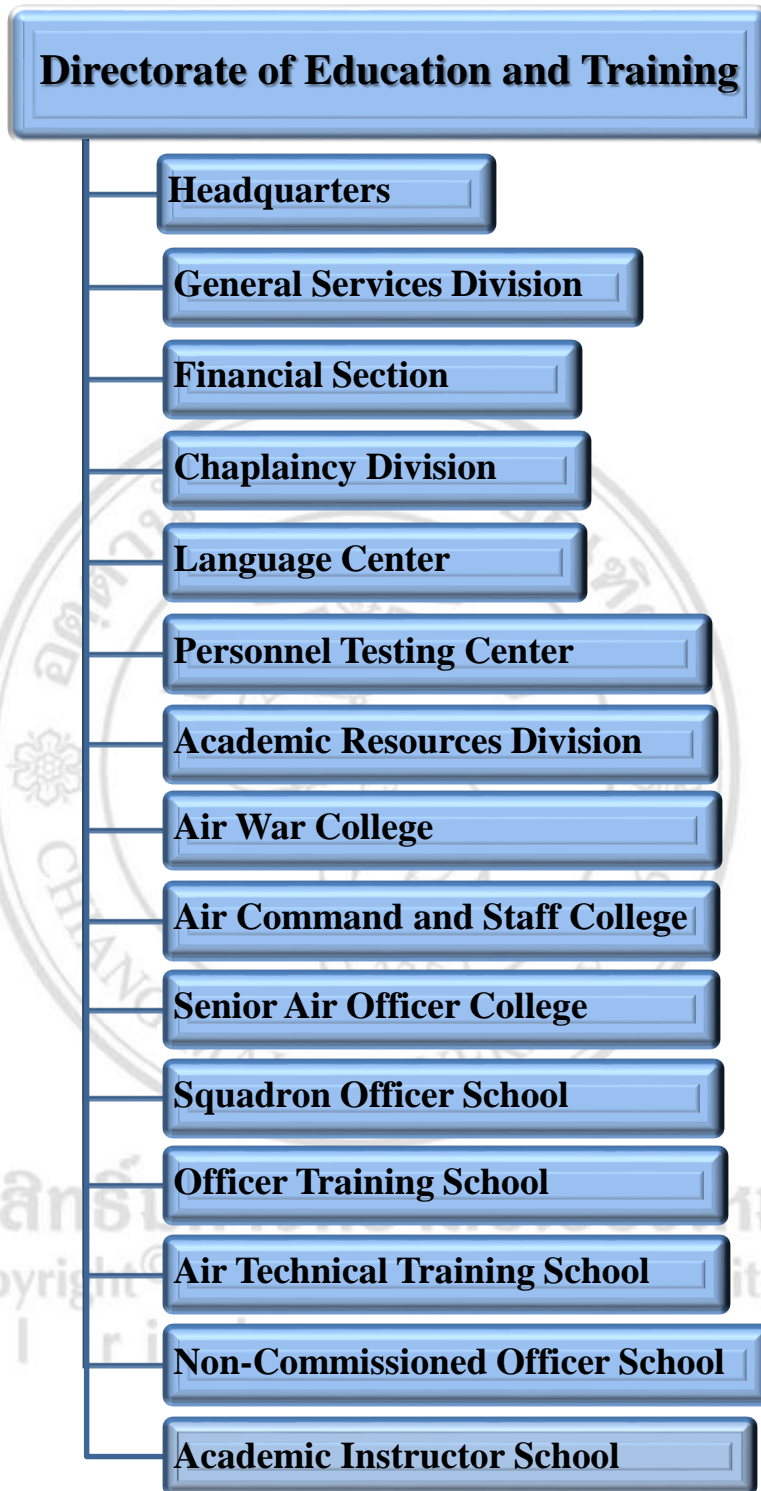 Directorate of Education and Training
Headquarters
General Services Division
Financial Section
Chaplaincy Division
Language Center
Personnel Testing Center
Academic Resources Division
Air War College
Air Command and Staff College
Senior Air Officer College
Squadron Officer School
Officer Training School
Air Technical Training School
Non-Commissioned Officer School
Academic Instructor School